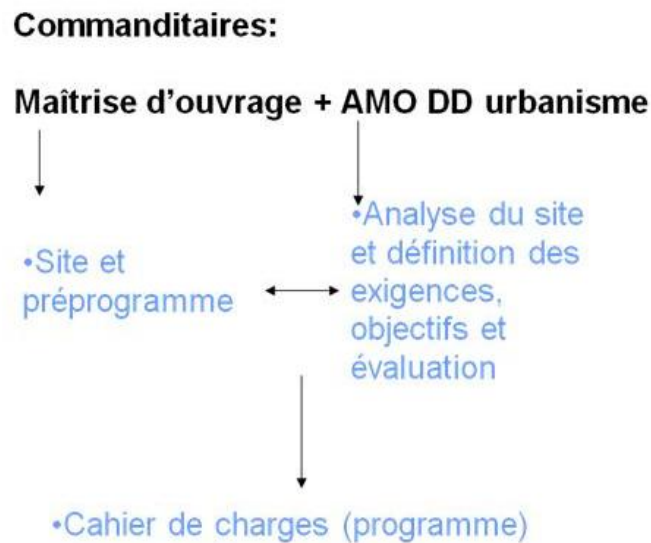 Commanditaires:
Maîtrise d'ouvrage + AMO DD urbanisme
•Site et
préprogramme
•Analyse du site
et définition des
exigences,
objectifs et
évaluation
•Cahier de charges (programme)